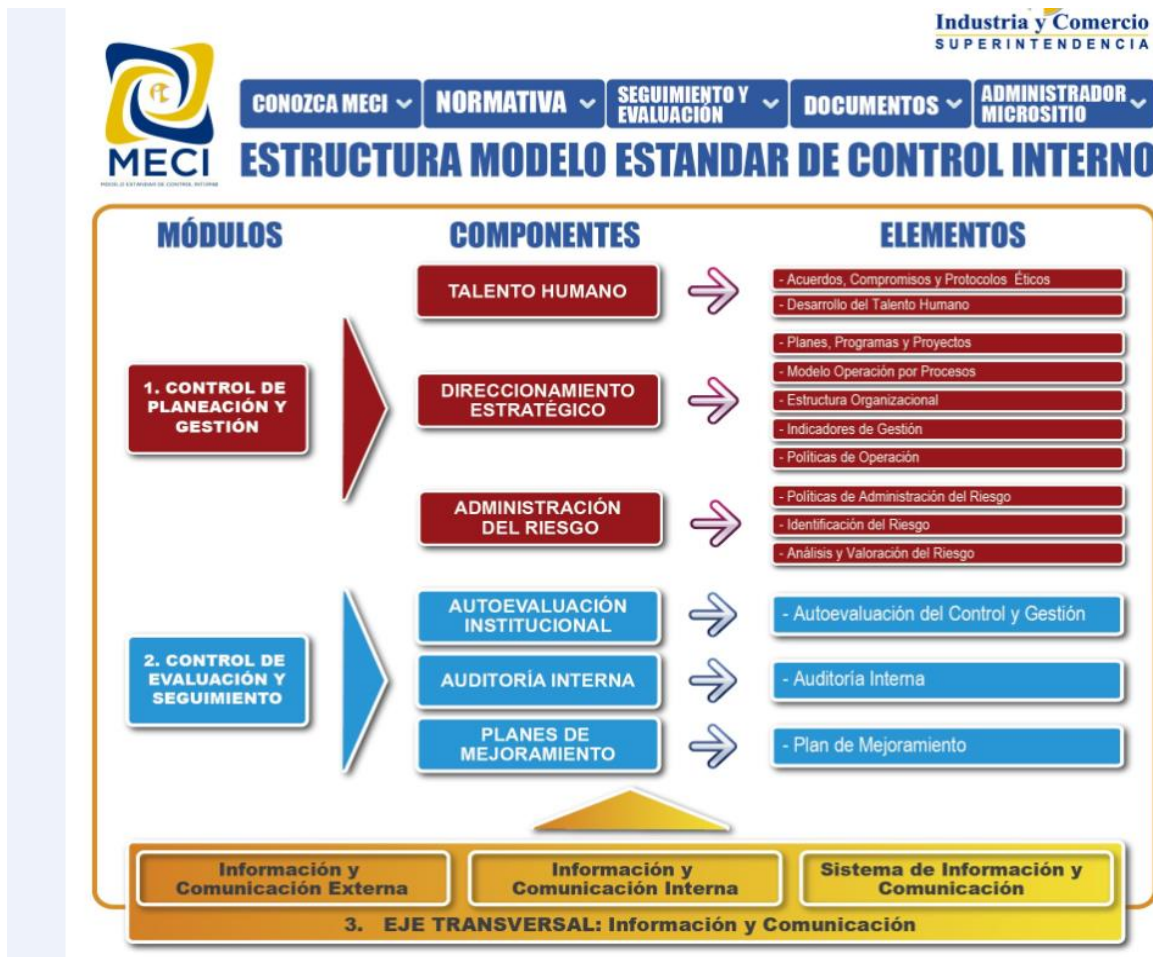 Industria y Comercio
SUPERINTENDENCIA
MECI
MODELO ESTANDAR DE CONTROL INTERNO
CONOZCA MECI
NORMATIVA
SEGUIMIENTO Y
EVALUACIÓN
DOCUMENTOS
ADMINISTRADOR
MICROSITIO
ESTRUCTURA MODELO ESTANDAR DE CONTROL INTERNO
MÓDULOS
COMPONENTES
ELEMENTOS
1. CONTROL DE
PLANEACIÓN Y
GESTIÓN
TALENTO HUMANO
- Acuerdos, Compromisos y Protocolos Éticos
- Desarrollo del Talento Humano
DIRECCIONAMIENTO
ESTRATÉGICO
- Planes, Programas y Proyectos
- Modelo Operación por Procesos
- Estructura Organizacional
- Indicadores de Gestión
- Políticas de Operación
ADMINISTRACIÓN
DEL RIESGO
- Políticas de Administración del Riesgo
- Identificación del Riesgo
- Análisis y Valoración del Riesgo
2. CONTROL DE
EVALUACIÓN Y
SEGUIMIENTO
AUTOEVALUACIÓN
INSTITUCIONAL
- Autoevaluación del Control y Gestión
AUDITORÍA INTERNA
- Auditoría Interna
PLANES DE
MEJORAMIENTO
- Plan de Mejoramiento
Información y
Comunicación Externa
Información y
Comunicación Interna
Sistema de Información y
Comunicación
3. EJE TRANSVERSAL: Información y Comunicación